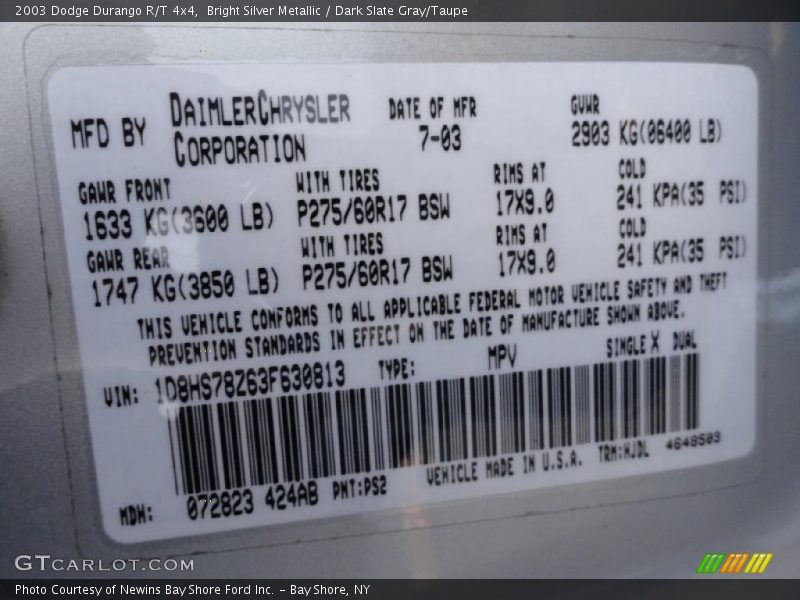 2003 Dodge Durango R/T 4x4,  Bright Silver Metallic / Dark Slate Gray/Taupe
MFD BY DAIMLERCHRYSLER CORPORATION
DATE OF MFR 7-03
GVWR 2903 KG(06400 LB)
GAWR FRONT WITH TIRES RIMS AT COLD
1633 KG(3600 LB) P275/60R17 BSW 17X9.0 241 KPA(35 PSI)
GAWR REAR WITH TIRES RIMS AT COLD
1747 KG(3850 LB) P275/60R17 BSW 17X9.0 241 KPA(35 PSI)
THIS VEHICLE CONFORMS TO ALL APPLICABLE FEDERAL MOTOR VEHICLE SAFETY AND THEFT
PREVENTION STANDARDS IN EFFECT ON THE DATE OF MANUFACTURE SHOWN ABOVE.
VIN: 1D8HS78Z63F630813 TYPE: MPV SINGLE X DUAL
MDH: 072823 424AB PNT:PS2 VEHICLE MADE IN U.S.A. TRM:WJDL 4648509
GTCARLOT.COM
Photo Courtesy of Newins Bay Shore Ford Inc. - Bay Shore, NY